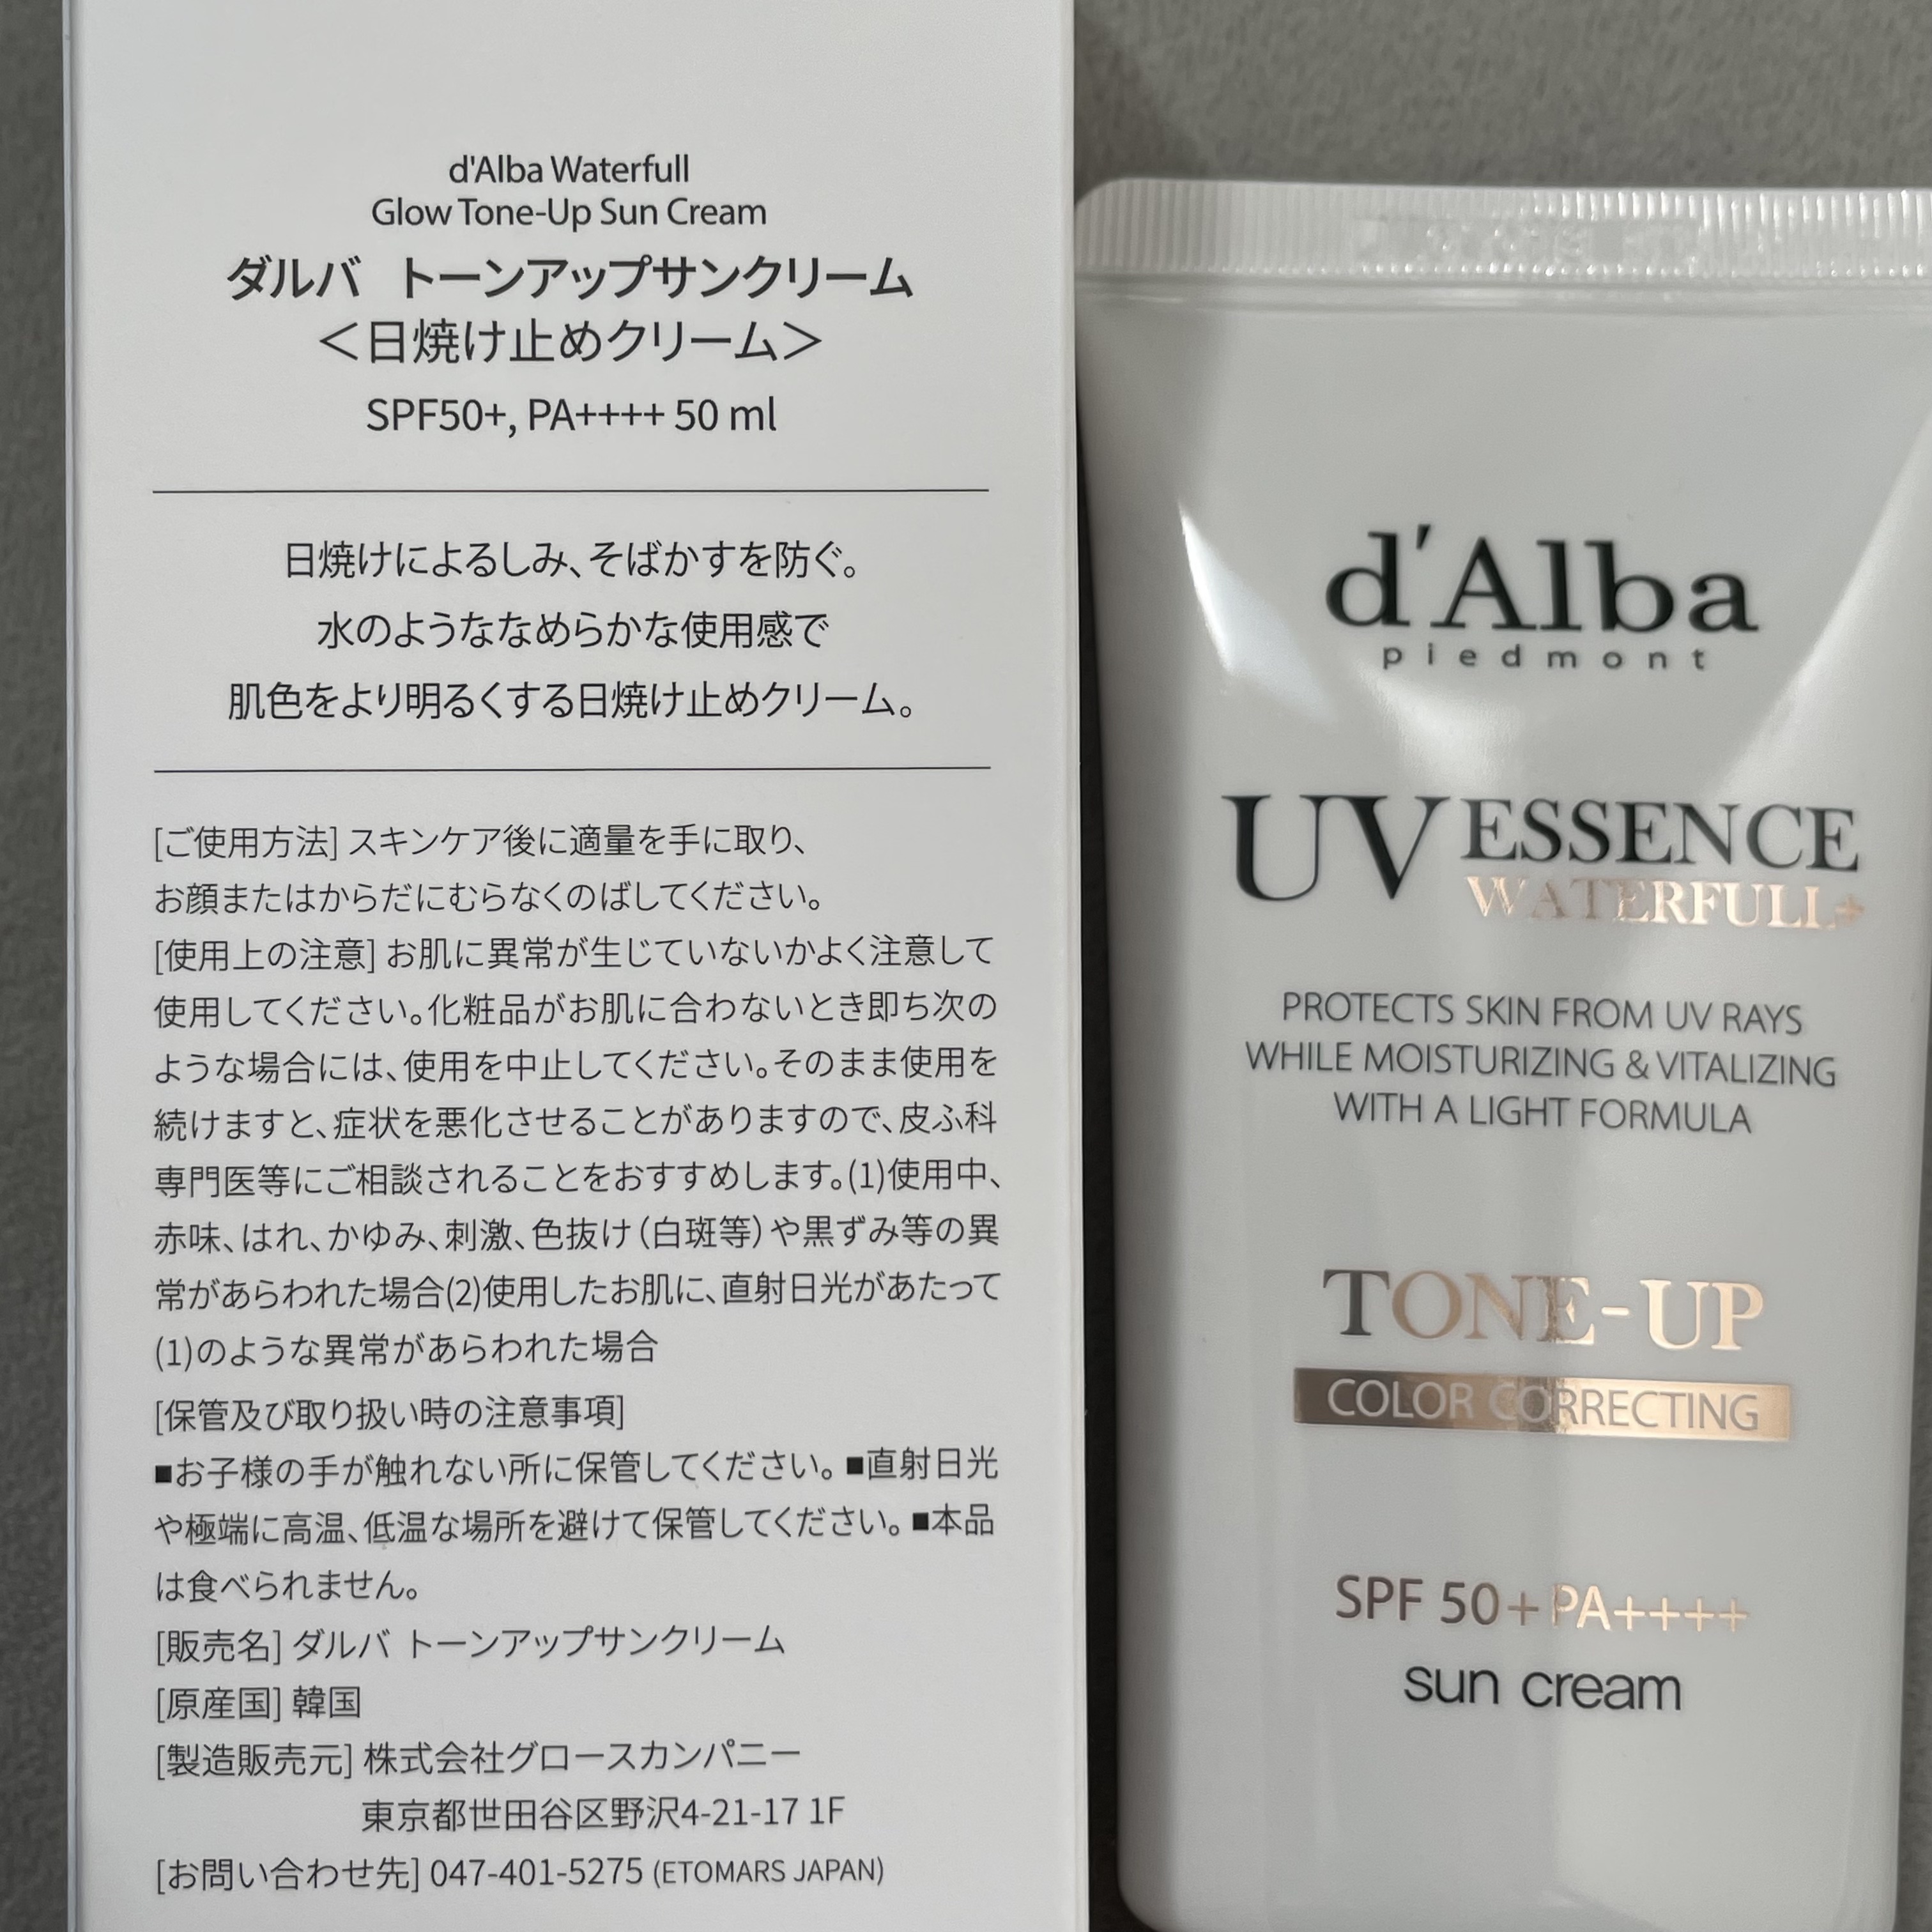 d'Alba Waterfull
Glow Tone-Up Sun Cream
ダルバ トーンアップサンクリーム
＜日焼け止めクリーム＞
SPF50+, PA++++ 50 ml
日焼けによるしみ、そばかすを防ぐ。
水のようななめらかな使用感で
肌色をより明るくする日焼け止めクリーム。
[ご使用方法] スキンケア後に適量を手に取り、
お顔またはからだにむらなくのばしてください。
[使用上の注意] お肌に異常が生じていないかよく注意して
使用してください。化粧品がお肌に合わないとき即ち次の
ような場合には、使用を中止してください。そのまま使用を
続けますと、症状を悪化させることがありますので、皮ふ科
専門医等にご相談されることをおすすめします。(1)使用中、
赤味、はれ、かゆみ、刺激、色抜け（白斑等）や黒ずみ等の異
常があらわれた場合(2)使用したお肌に、直射日光があたって
(1)のような異常があらわれた場合
[保管及び取り扱い時の注意事項]
■お子様の手が触れない所に保管してください。■直射日光
や極端に高温、低温な場所を避けて保管してください。■本品
は食べられません。
[販売名] ダルバ トーンアップサンクリーム
[原産国] 韓国
[製造販売元] 株式会社グロースカンパニー
東京都世田谷区野沢4-21-17 1F
[お問い合わせ先] 047-401-5275 (ETOMARS JAPAN)
d'Alba
piedmont
UV ESSENCE
WATERFULL+
PROTECTS SKIN FROM UV RAYS
WHILE MOISTURIZING & VITALIZING
WITH A LIGHT FORMULA
TONE-UP
COLOR CORRECTING
SPF 50+ PA++++
sun cream